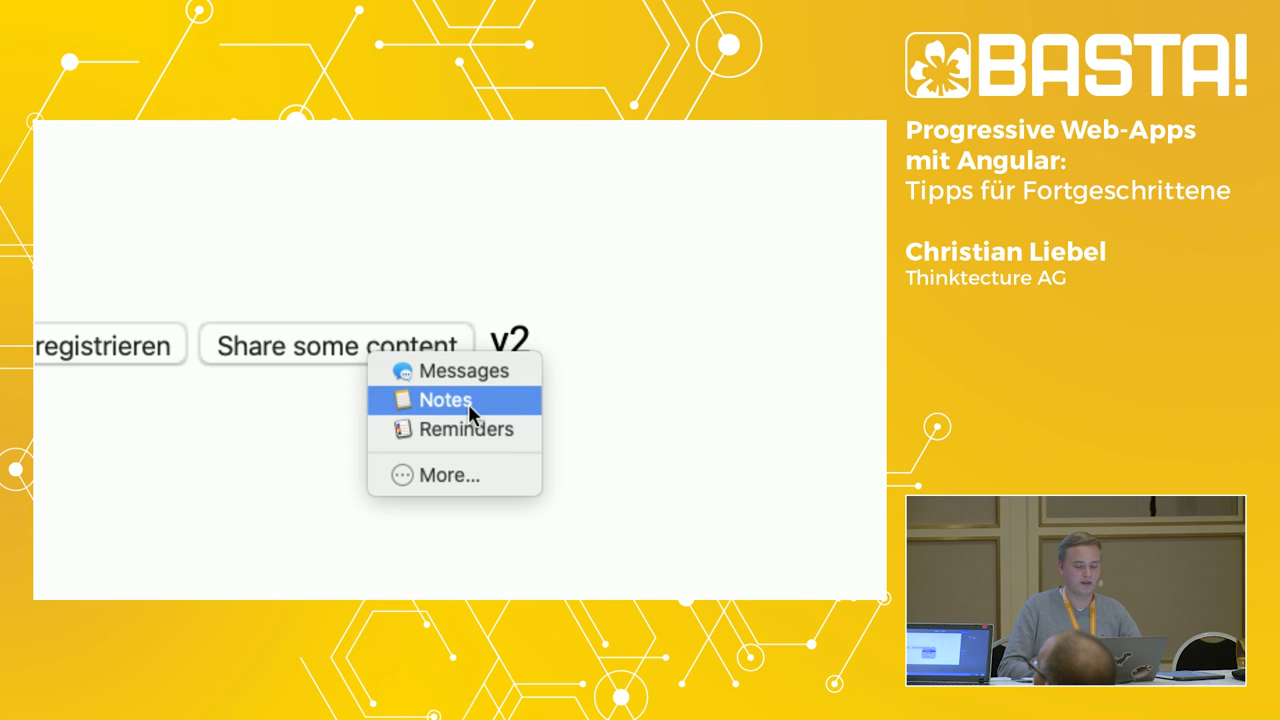 BASTA!
Progressive Web-Apps
mit Angular:
Tipps für Fortgeschrittene
Christian Liebel
Thinktecture AG
registrieren
Share some content
v2
Messages
Notes
Reminders
More...